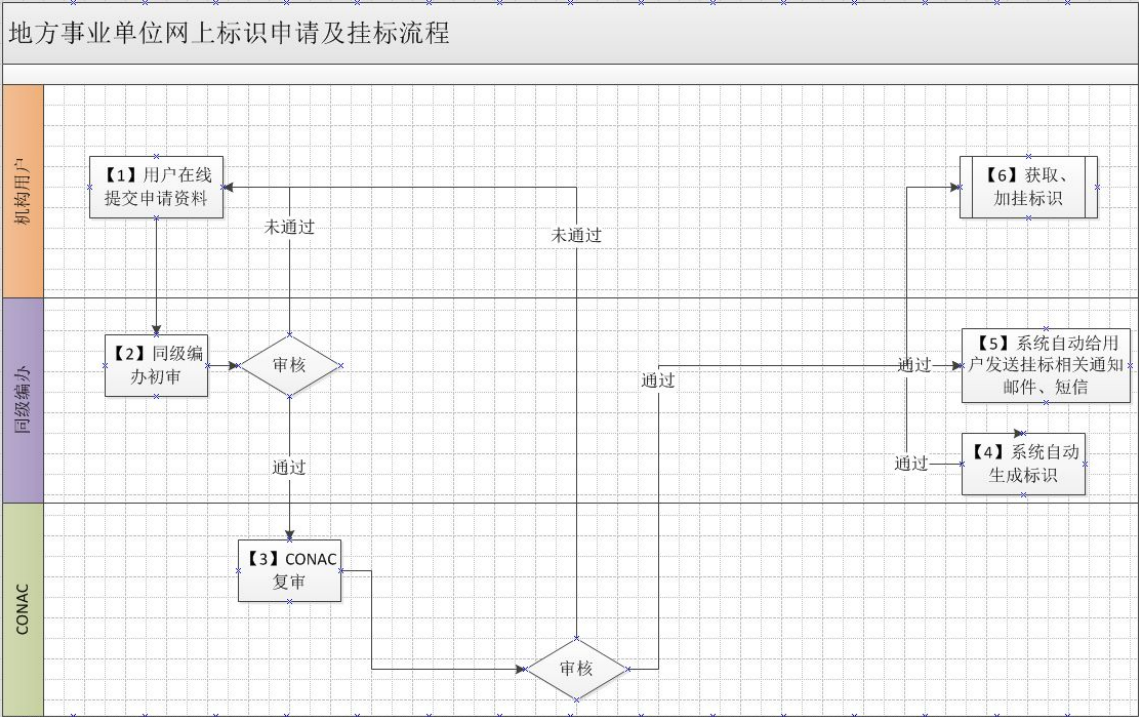 地方事业单位网上标识申请及挂标流程
机构用户
【1】用户在线
提交申请资料
未通过
未通过
【6】获取、
加挂标识
同级编办
【2】同级编
办初审
审核
通过
通过
通过
【5】系统自动给用
户发送挂标相关通知
邮件、短信
通过
【4】系统自动
生成标识
CONAC
【3】CONAC
复审
审核